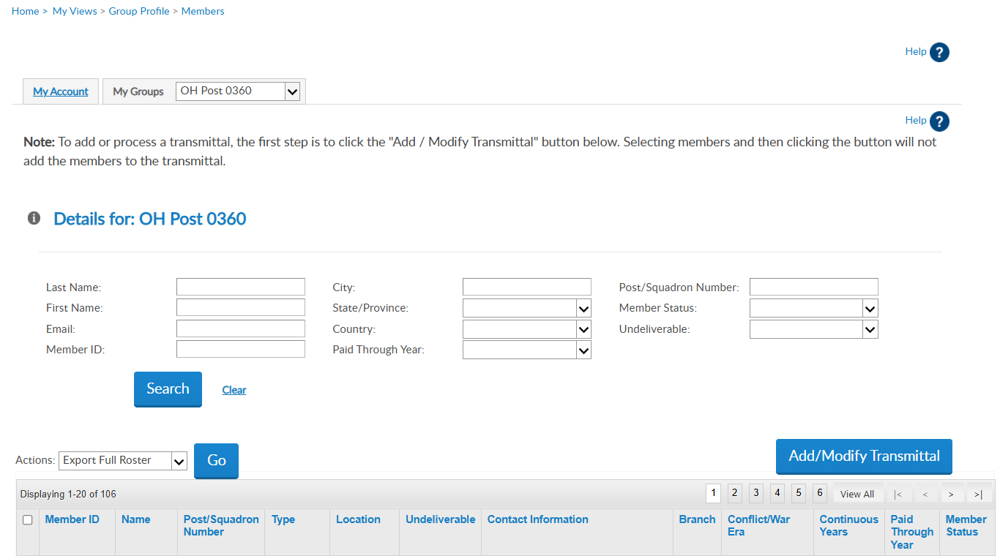 Home > My Views > Group Profile > Members
Help ?
My Account My Groups OH Post 0360
Help ?
Note: To add or process a transmittal, the first step is to click the "Add / Modify Transmittal" button below. Selecting members and then clicking the button will not
add the members to the transmittal.
i Details for: OH Post 0360
Last Name: City: Post/Squadron Number:
First Name: State/Province: Member Status:
Email: Country: Undeliverable:
Member ID: Paid Through Year:
Search Clear
Actions: Export Full Roster Go Add/Modify Transmittal
Displaying 1-20 of 106 1 2 3 4 5 6 View All |< < > >|
Member ID Name Post/Squadron Type Location Undeliverable Contact Information Branch Conflict/War Continuous Paid Member
Number Era Years Through Status
Year